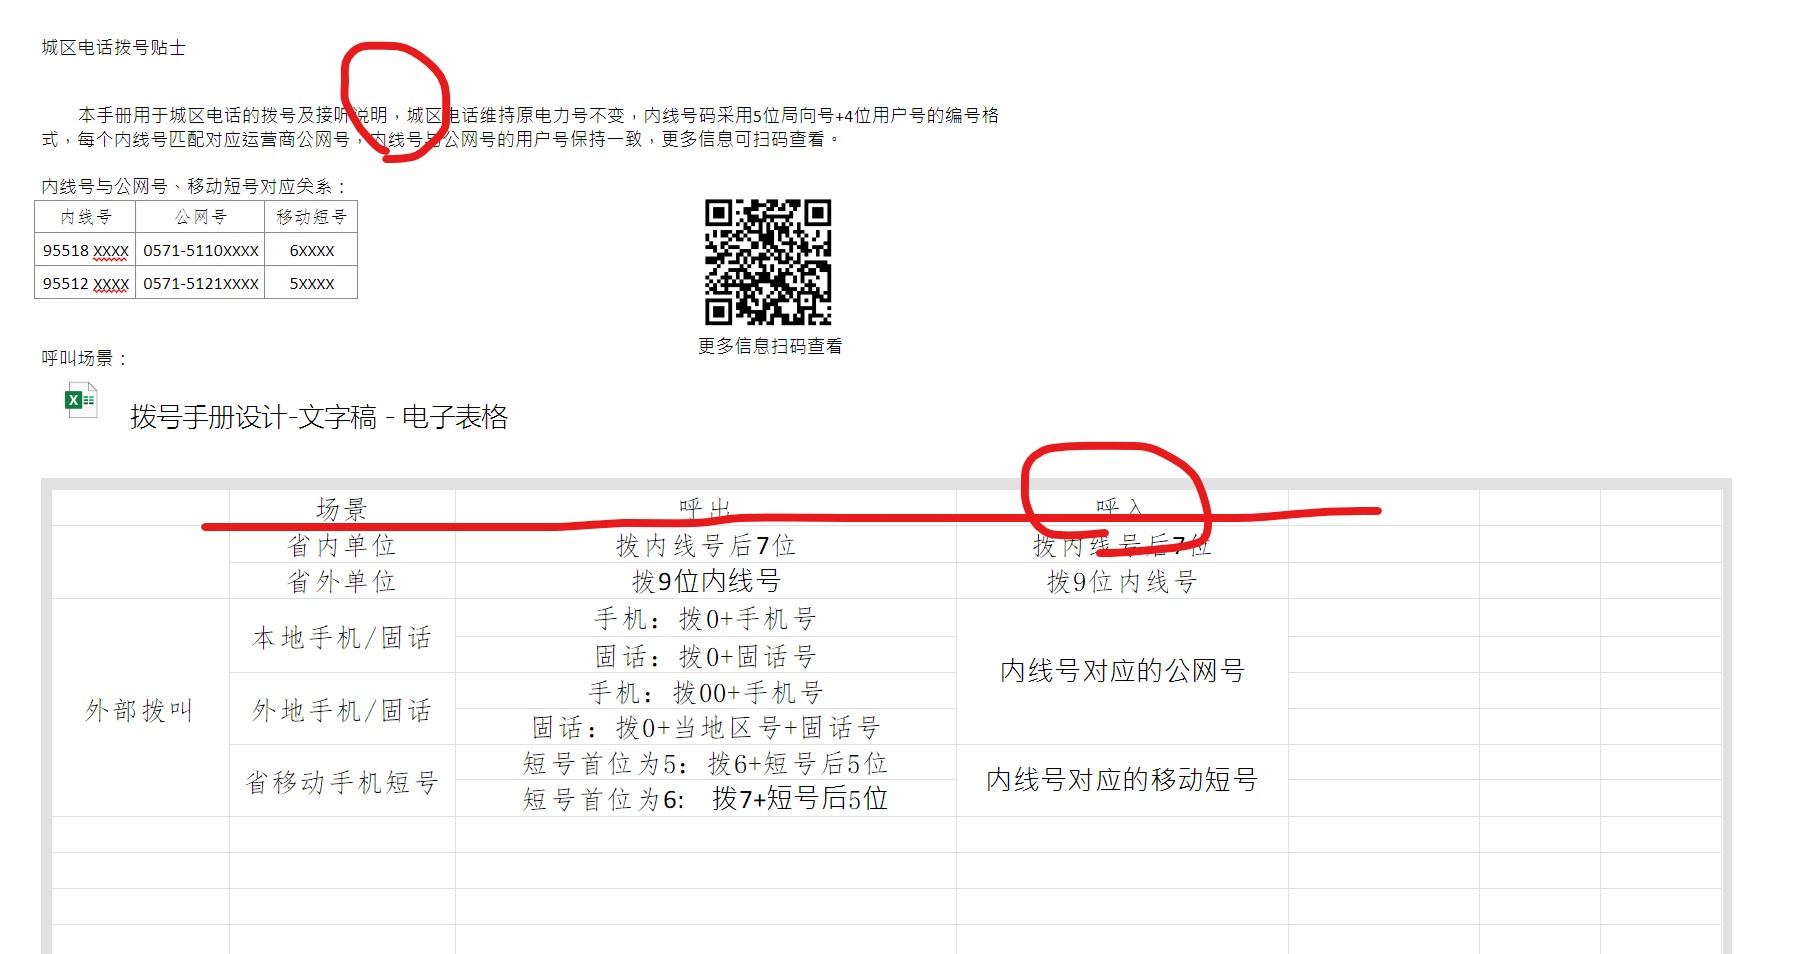 城区电话拨号贴士
本手册用于城区电话的拨号及接听说明，城区电话维持原电力号不变，内线号码采用5位局向号+4位用户号的编号格
式，每个内线号匹配对应运营商公网号，内线号与公网号的用户号保持一致，更多信息可扫码查看。
内线号与公网号、移动短号对应关系：
内线号 公网号 移动短号
95518 XXXX 0571-5110XXXX 6XXXX
95512 XXXX 0571-5121XXXX 5XXXX
更多信息扫码查看
呼叫场景：
拨号手册设计-文字稿 - 电子表格
场景 呼出 呼入
省内单位 拨内线号后7位 拨内线号后7位
省外单位 拨9位内线号 拨9位内线号
外部拨叫
本地手机/固话
手机：拨0+手机号
固话：拨0+固话号
内线号对应的公网号
外地手机/固话
手机：拨00+手机号
固话：拨0+当地区号+固话号
省移动手机短号
短号首位为5：拨6+短号后5位
短号首位为6: 拨7+短号后5位
内线号对应的移动短号